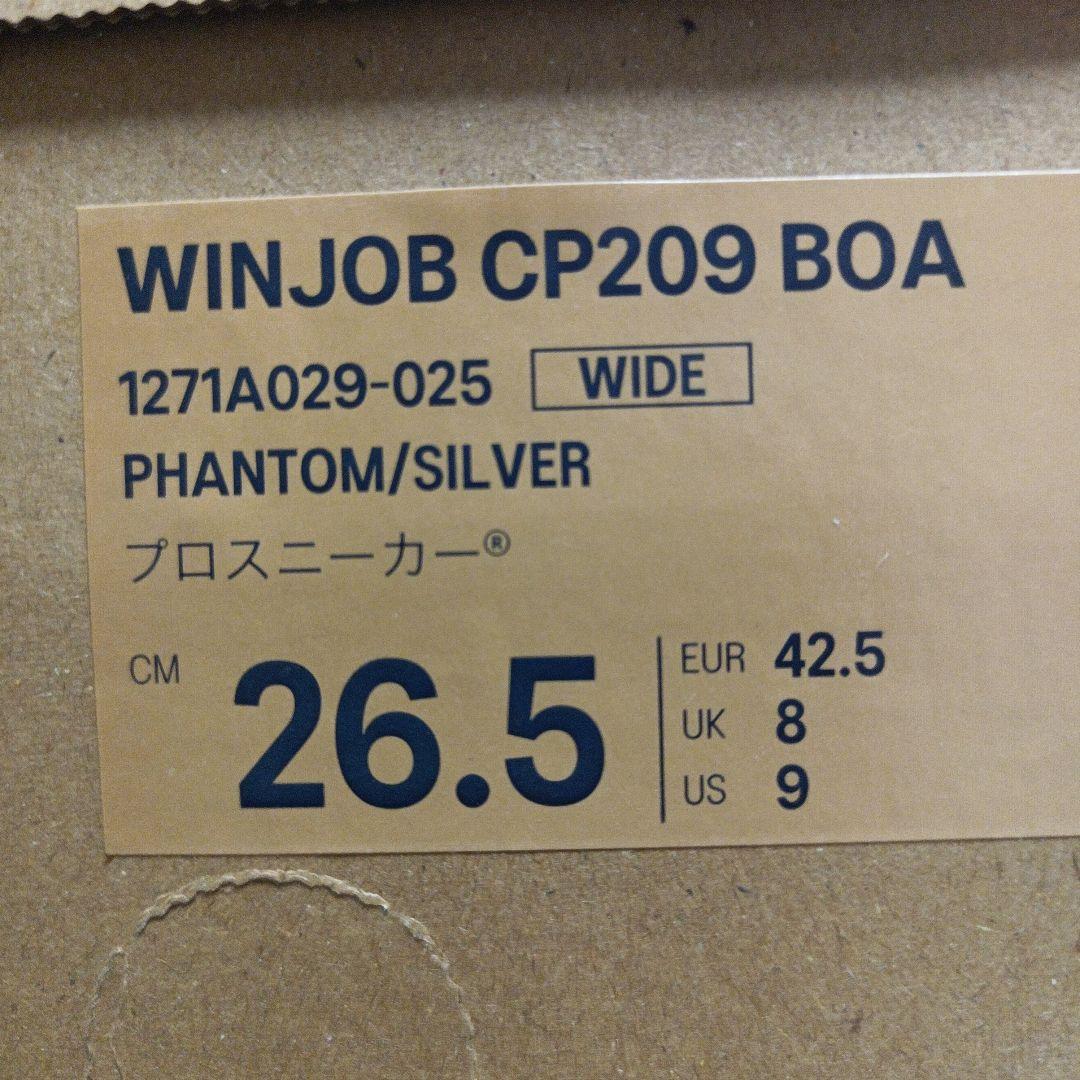 WINJOB CP209 BOA
1271A029-025 WIDE
PHANTOM/SILVER
プロスニーカー®
CM 26.5
EUR 42.5
UK 8
US 9